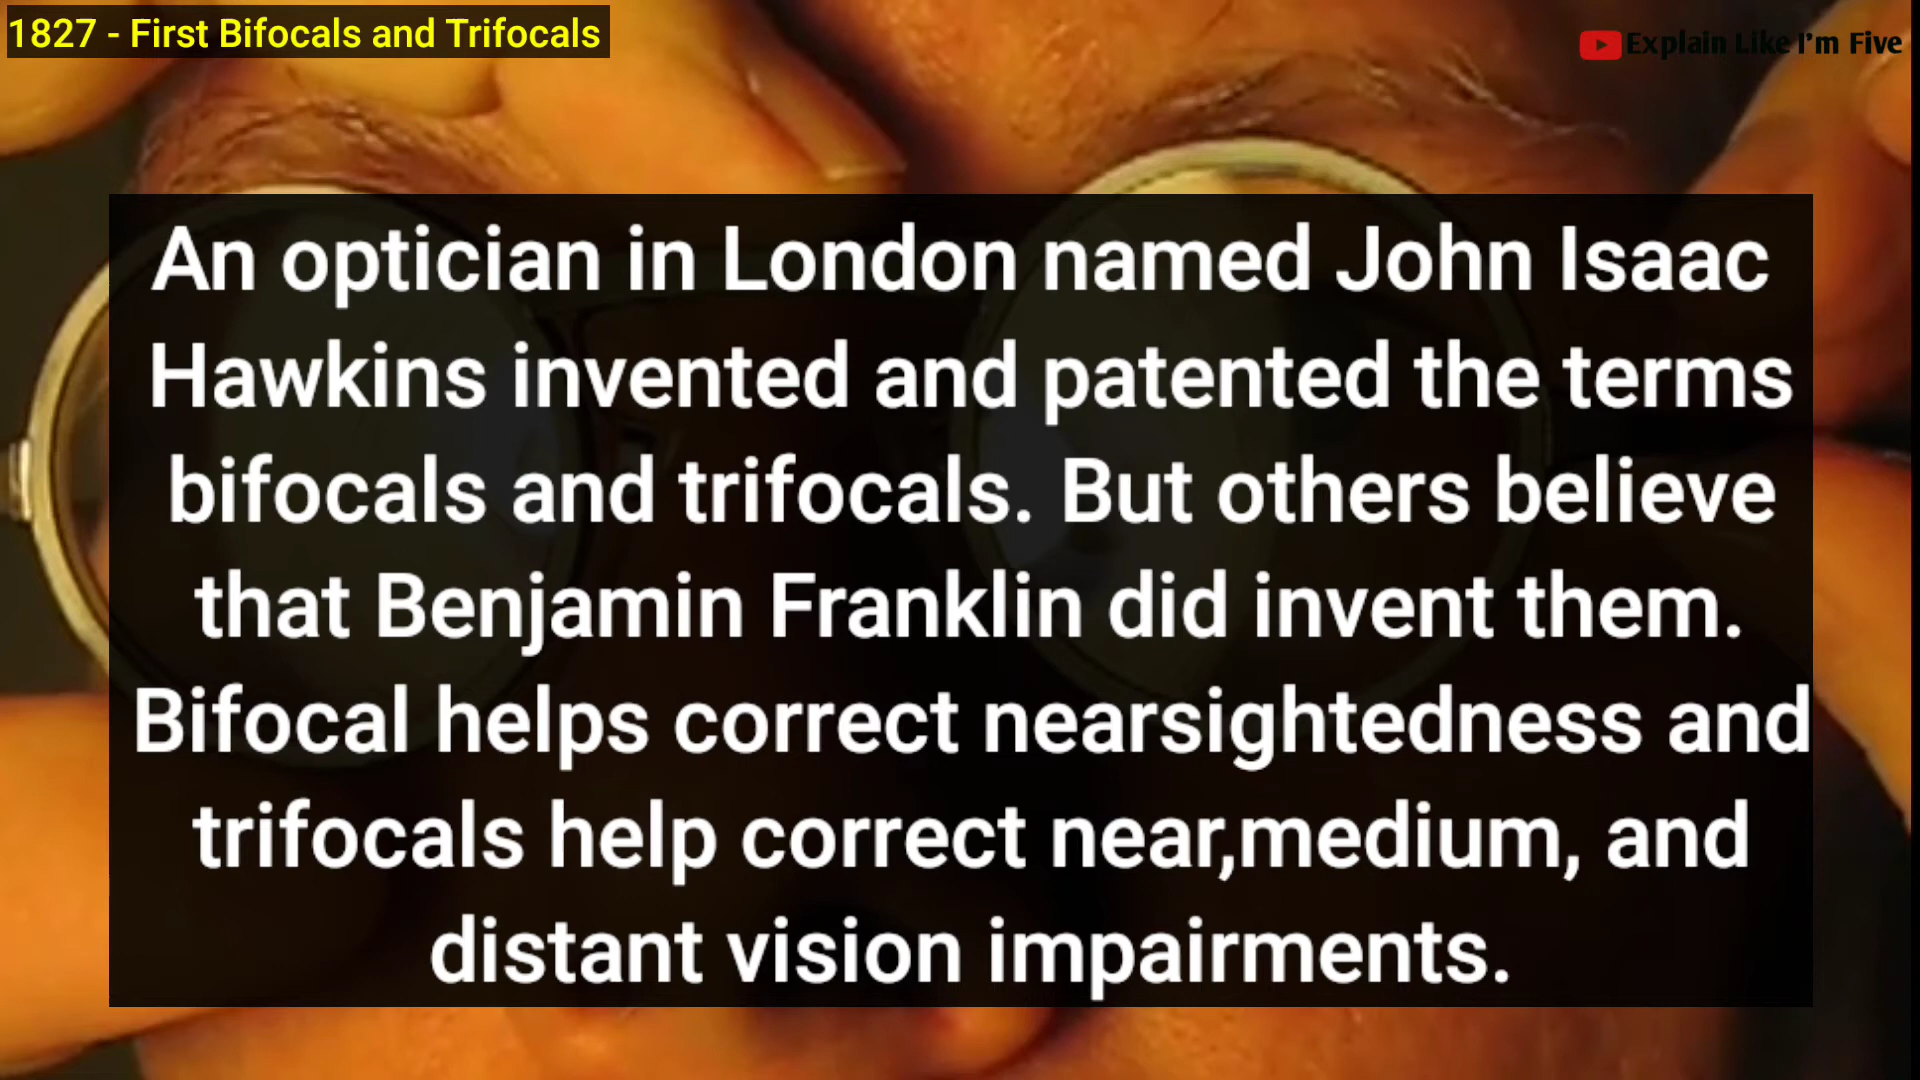 1827 - First Bifocals and Trifocals
Explain Like I'm Five
An optician in London named John Isaac
Hawkins invented and patented the terms
bifocals and trifocals. But others believe
that Benjamin Franklin did invent them.
Bifocal helps correct nearsightedness and
trifocals help correct near,medium, and
distant vision impairments.